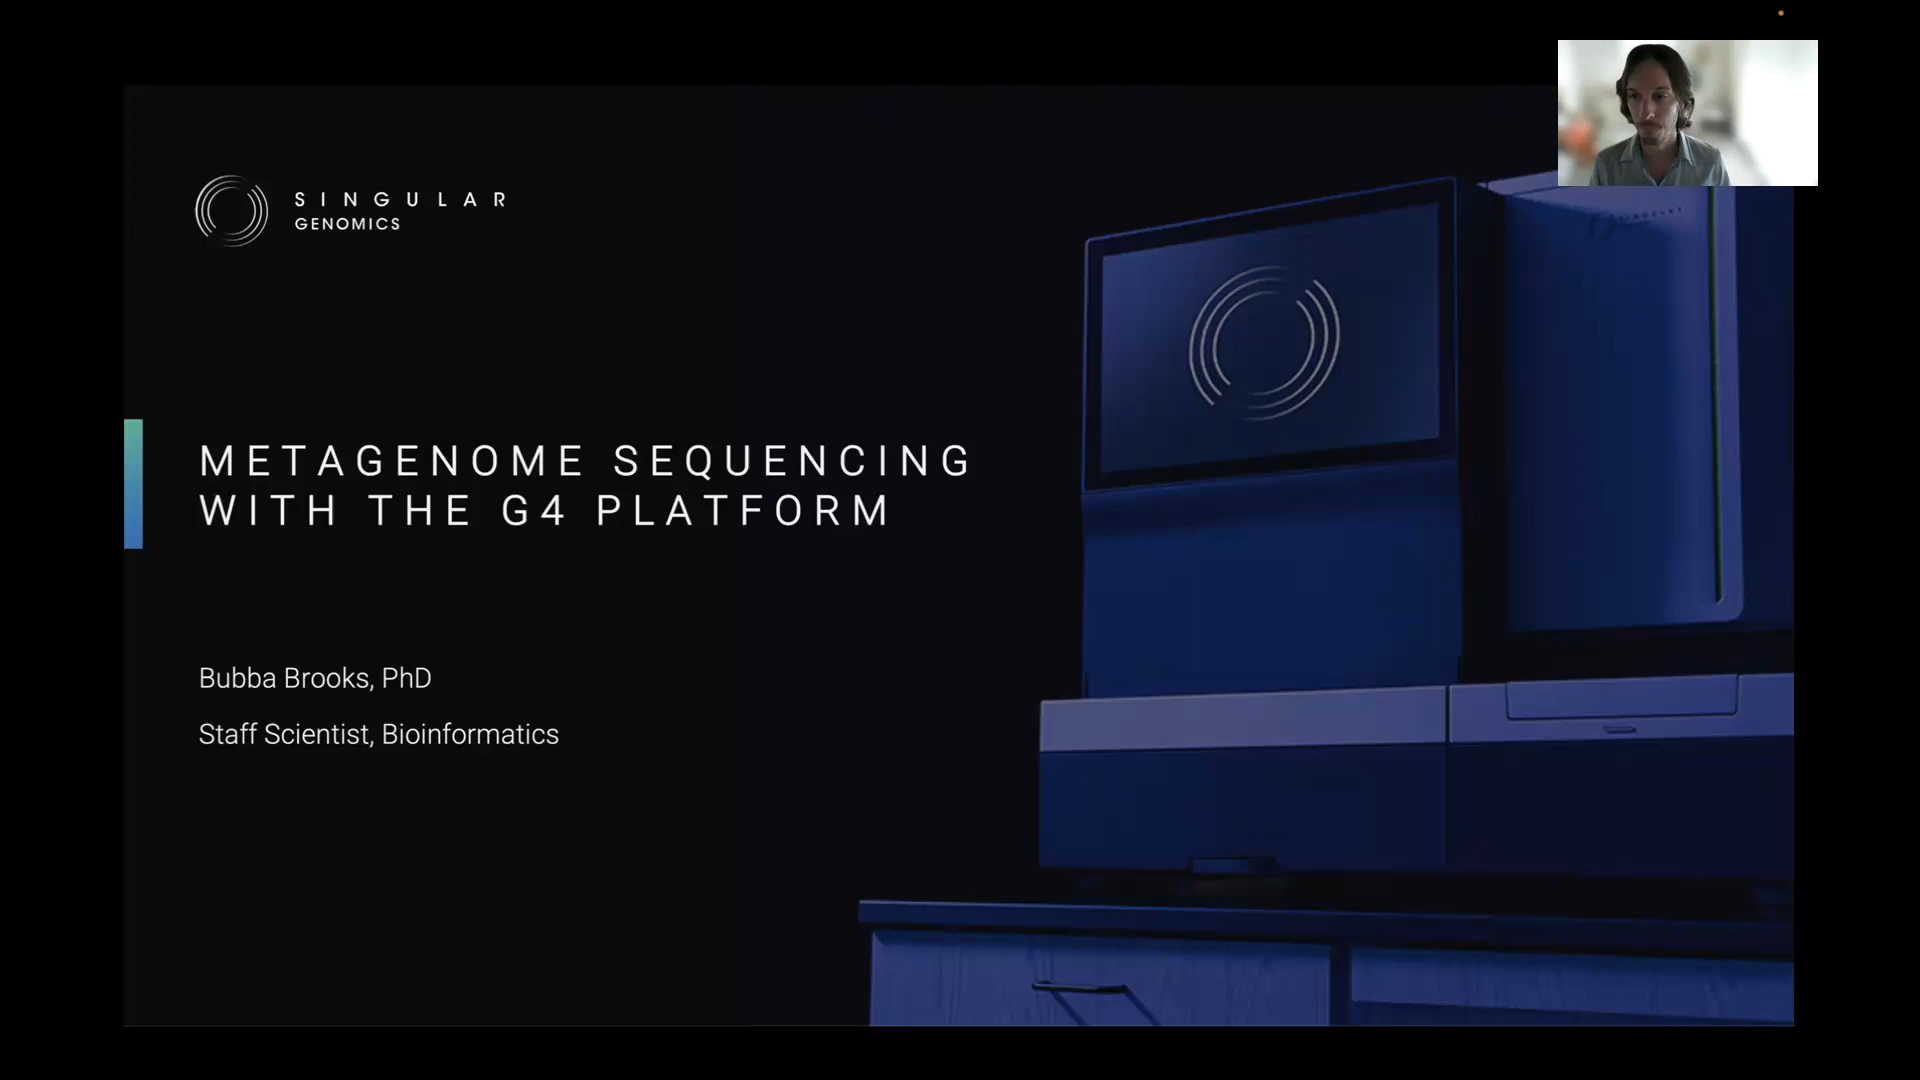 SINGULAR
GENOMICS
METAGENOME SEQUENCING
WITH THE G4 PLATFORM
Bubba Brooks, PhD
Staff Scientist, Bioinformatics